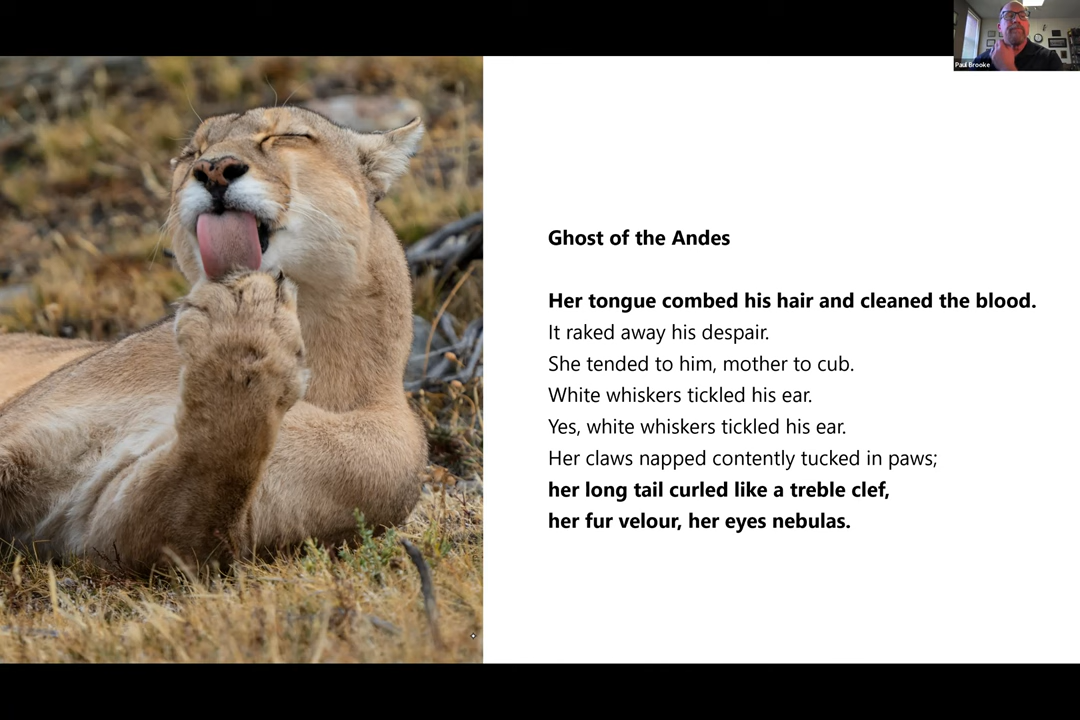 Paul Brooke
Ghost of the Andes
Her tongue combed his hair and cleaned the blood.
It raked away his despair.
She tended to him, mother to cub.
White whiskers tickled his ear.
Yes, white whiskers tickled his ear.
Her claws napped contently tucked in paws;
her long tail curled like a treble clef,
her fur velour, her eyes nebulas.